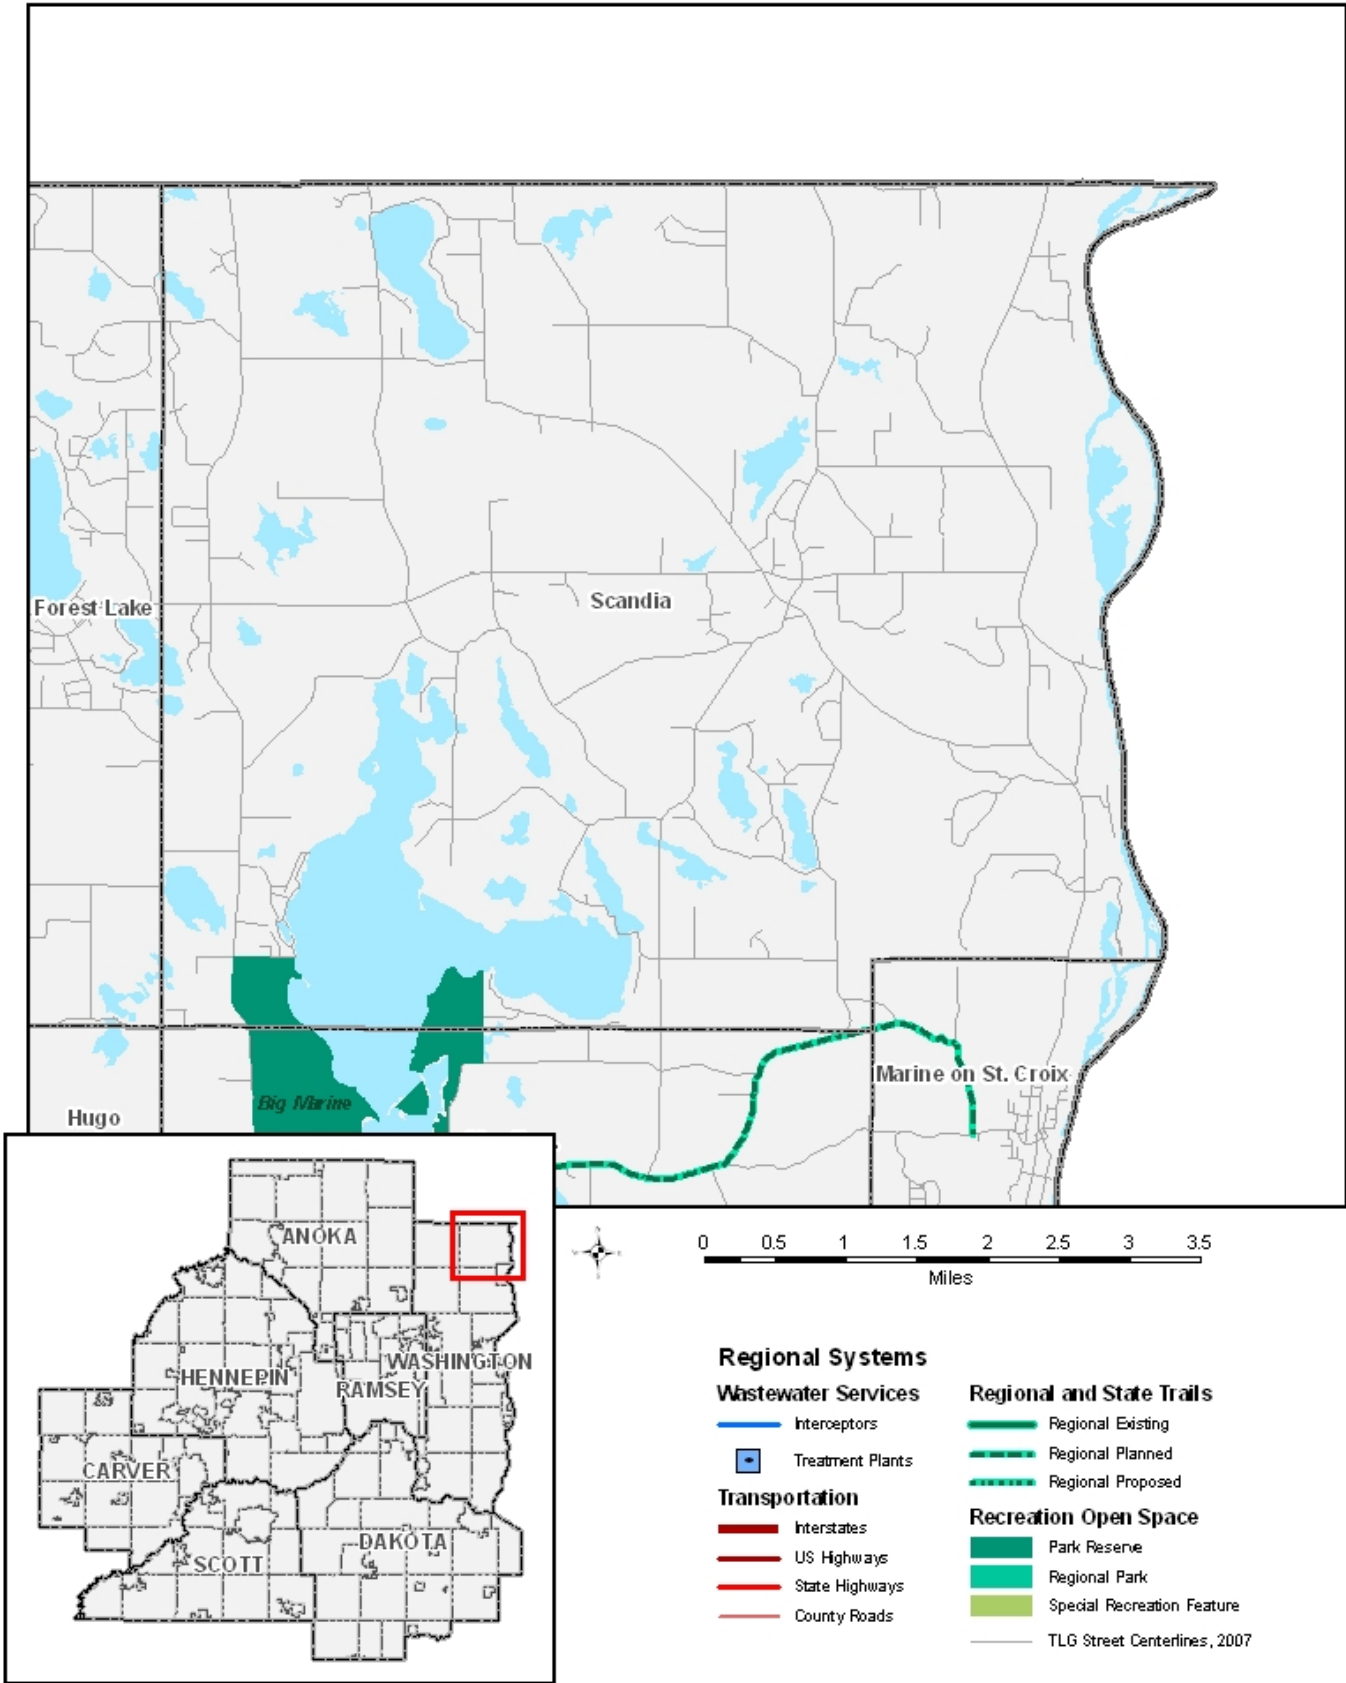 Forest Lake
Scandia
Marine on St. Croix
Big Marine
Hugo
ANOKA
HENNEPIN
WASHINGTON
RAMSEY
CARVER
SCOTT
DAKOTA
0 0.5 1 1.5 2 2.5 3 3.5
Miles
Regional Systems
Wastewater Services
Interceptors
Treatment Plants
Transportation
Interstates
US Highways
State Highways
County Roads
Regional and State Trails
Regional Existing
Regional Planned
Regional Proposed
Recreation Open Space
Park Reserve
Regional Park
Special Recreation Feature
TLG Street Centerlines, 2007